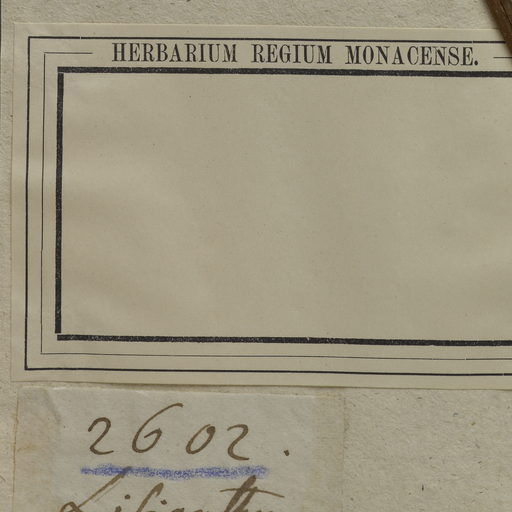 HERBARIUM REGIUM MONACENSE.
2602.